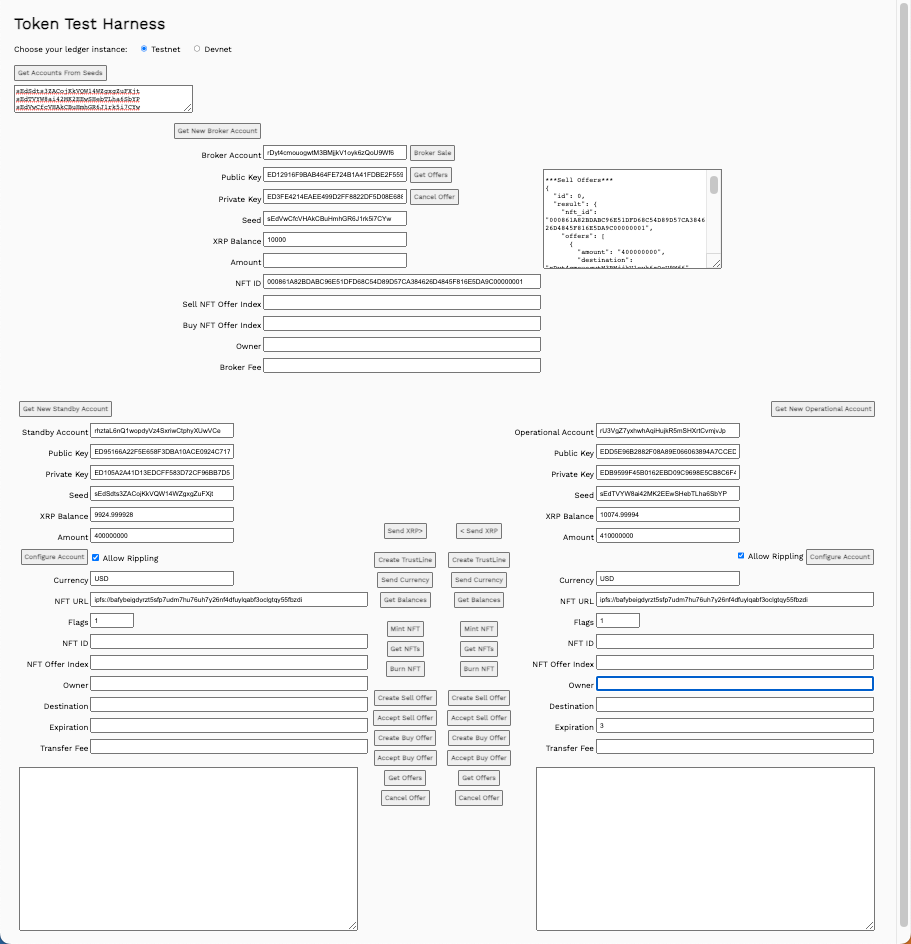 Token Test Harness
Choose your ledger instance: Testnet Devnet
Get Accounts From Seeds
sEdSdts3ZACojKkVQW14WZgxgZuFXjt
sEdTVYW8ai42MK2EEwSHebTLha6SbYP
sEdVwCfcVHAkCBuHmhGR6J1rk5i7CYw
Get New Broker Account
Broker Account rDyt4cmouogwtM3BMjjkV1oyk6zQoU9Wf6 Broker Sale
Public Key ED12916F9BAB464FE724B1A41FDBE2F559 Get Offers
Private Key ED3FE4214EAEE499D2FF8822DF5D08E686 Cancel Offer
Seed sEdVwCfcVHAkCBuHmhGR6J1rk5i7CYw
XRP Balance 10000
Amount
NFT ID 000861A82BDABC96E51DFD68C54D89D57CA384626D4845F816E5DA9C00000001
Sell NFT Offer Index
Buy NFT Offer Index
Owner
Broker Fee
***Sell Offers***
{
"id": 0,
"result": {
"nft_id":
"000861A82BDABC96E51DFD68C54D89D57CA3846
26D4845F816E5DA9C00000001",
"offers": [
{
"amount": "400000000",
"destination":
Get New Standby Account
Standby Account rhztaL6nQ1wopdyVz4SxriwCtphyXUwVCe
Public Key ED95166A22F5E658F3DBA10ACE0924C717
Private Key ED105A2A41D13EDCFF583D72CF96BB7D5
Seed sEdSdts3ZACojKkVQW14WZgxgZuFXjt
XRP Balance 9924.999928
Amount 400000000
Configure Account Allow Rippling
Currency USD
NFT URL ipfs://bafybeigdyrzt5sfp7udm7hu76uh7y26nf4dfuylqabf3oclgtqy55fbzdi
Flags 1
NFT ID
NFT Offer Index
Owner
Destination
Expiration
Transfer Fee
Send XRP> < Send XRP
Create TrustLine Create TrustLine
Send Currency Send Currency
Get Balances Get Balances
Mint NFT Mint NFT
Get NFTs Get NFTs
Burn NFT Burn NFT
Create Sell Offer Create Sell Offer
Accept Sell Offer Accept Sell Offer
Create Buy Offer Create Buy Offer
Accept Buy Offer Accept Buy Offer
Get Offers Get Offers
Cancel Offer Cancel Offer
Get New Operational Account
Operational Account rU3VgZ7yxhwhAqiHujkR5mSHXrtCvmjvJp
Public Key EDD5E96B2882F08A89E066063894A7CCED
Private Key EDB9599F45B0162EBD09C9698E5CB8C6F4
Seed sEdTVYW8ai42MK2EEwSHebTLha6SbYP
XRP Balance 10074.99994
Amount 410000000
Allow Rippling Configure Account
Currency USD
NFT URL ipfs://bafybeigdyrzt5sfp7udm7hu76uh7y26nf4dfuylqabf3oclgtqy55fbzdi
Flags 1
NFT ID
NFT Offer Index
Owner
Destination
Expiration 3
Transfer Fee